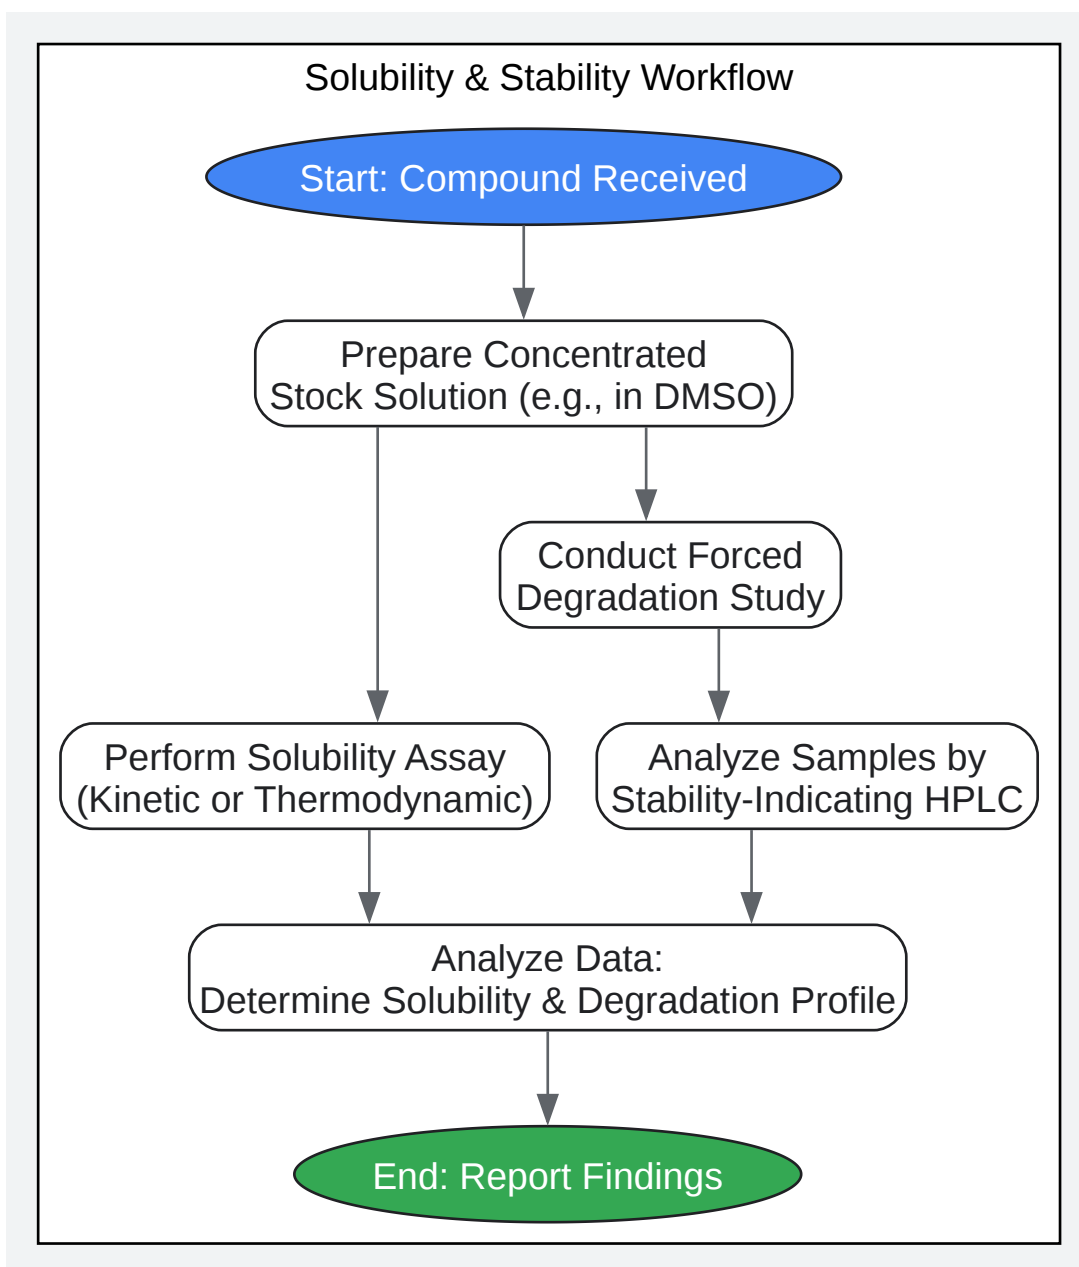 Solubility & Stability Workflow
Start: Compound Received
Prepare Concentrated
Stock Solution (e.g., in DMSO)
Conduct Forced
Degradation Study
Perform Solubility Assay
(Kinetic or Thermodynamic)
Analyze Samples by
Stability-Indicating HPLC
Analyze Data:
Determine Solubility & Degradation Profile
End: Report Findings